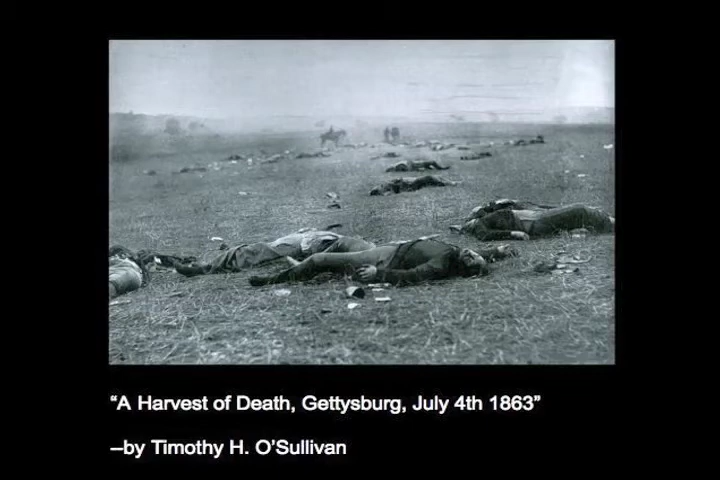 “A Harvest of Death, Gettysburg, July 4th 1863”
–by Timothy H. O’Sullivan